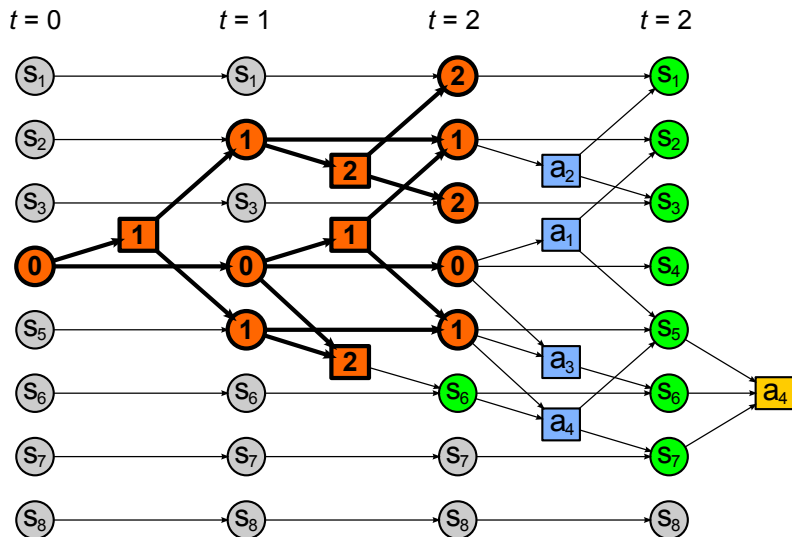 t = 0 t = 1 t = 2 t = 2
s₁ s₁ 2 s₁
s₂ 1 1 s₂
2 a₂
s₃ s₃ 2 s₃
1 1 a₁
0 0 0 s₄
s₅ 1 1 s₅
2 a₃
s₆ s₆ s₆ s₆ a₄
a₄
s₇ s₇ s₇ s₇
s₈ s₈ s₈ s₈